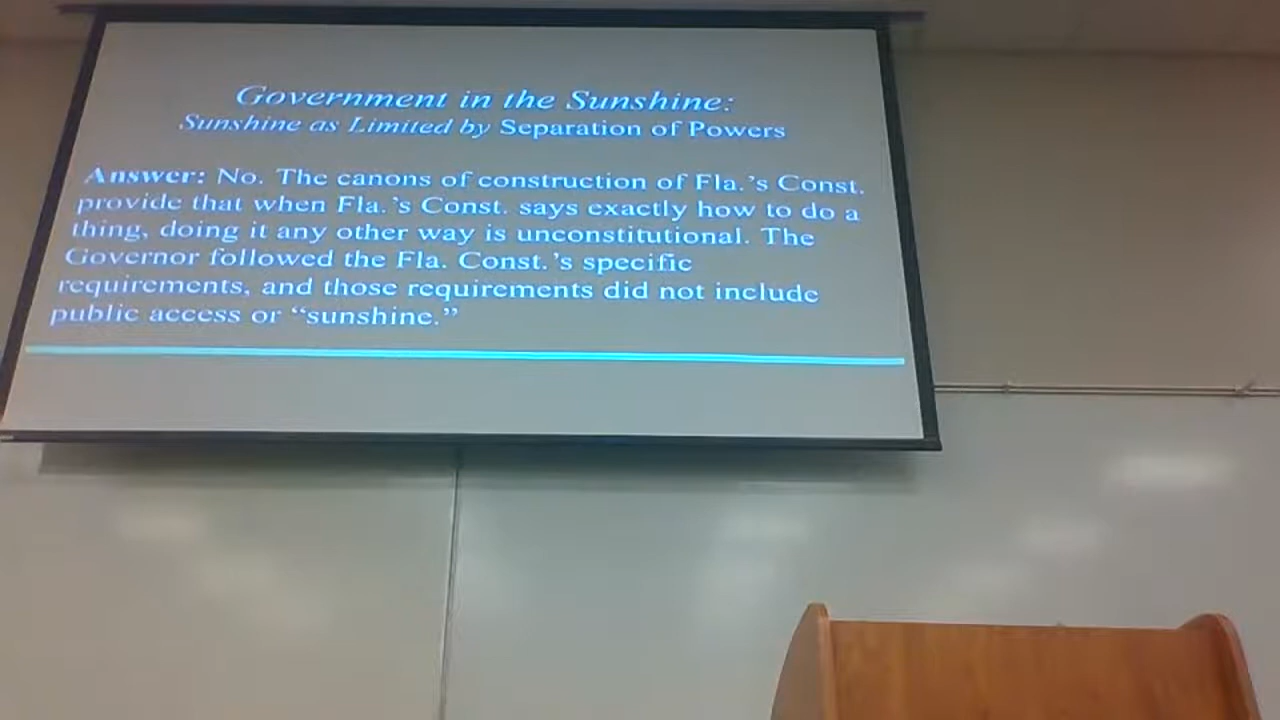 Government in the Sunshine:
Sunshine as Limited by Separation of Powers
Answer: No. The canons of construction of Fla.'s Const.
provide that when Fla.'s Const. says exactly how to do a
thing, doing it any other way is unconstitutional. The
Governor followed the Fla. Const.'s specific
requirements, and those requirements did not include
public access or “sunshine.”